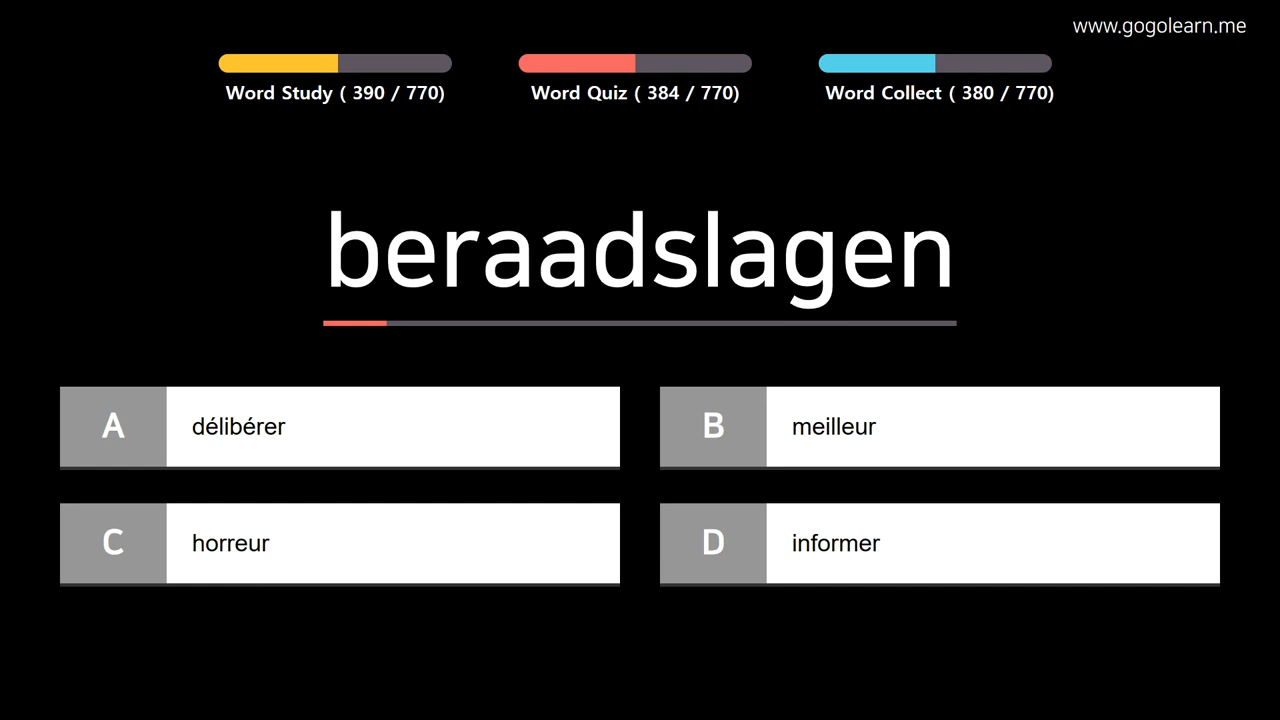 www.gogolearn.me
Word Study ( 390 / 770)
Word Quiz ( 384 / 770)
Word Collect ( 380 / 770)
beraadslagen
A délibérer
B meilleur
C horreur
D informer